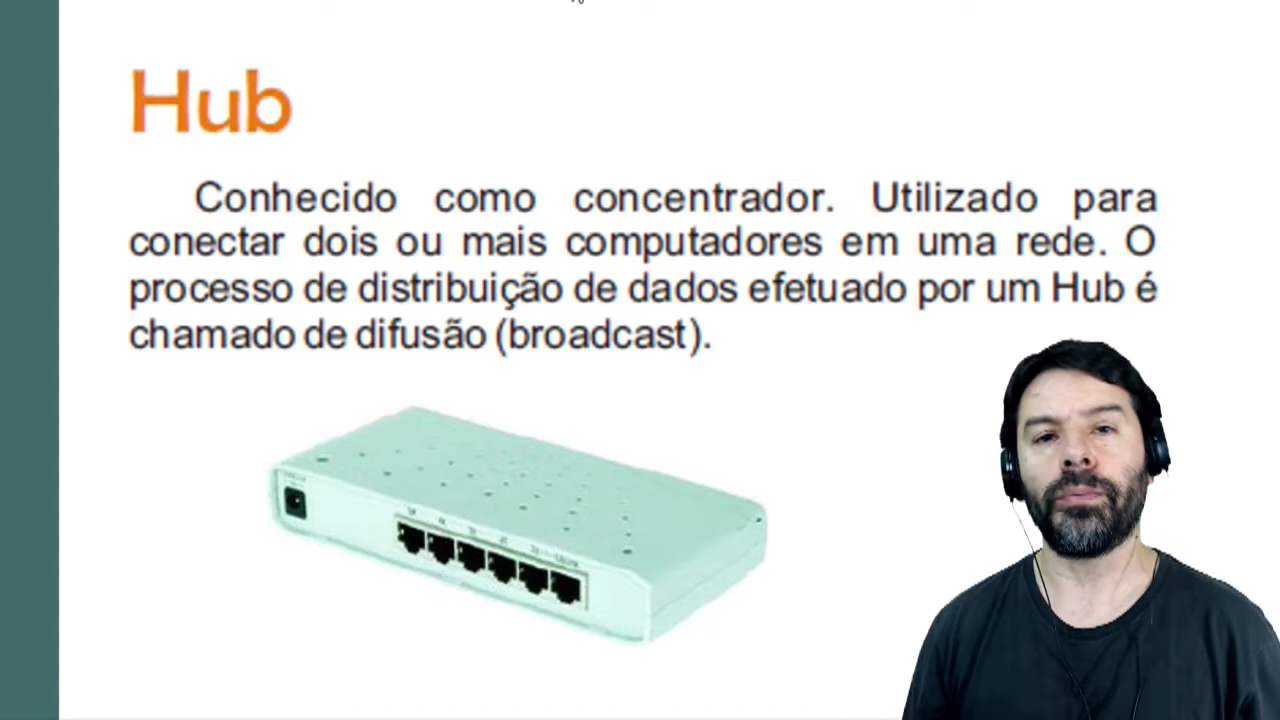 Hub
Conhecido como concentrador. Utilizado para
conectar dois ou mais computadores em uma rede. O
processo de distribuição de dados efetuado por um Hub é
chamado de difusão (broadcast).